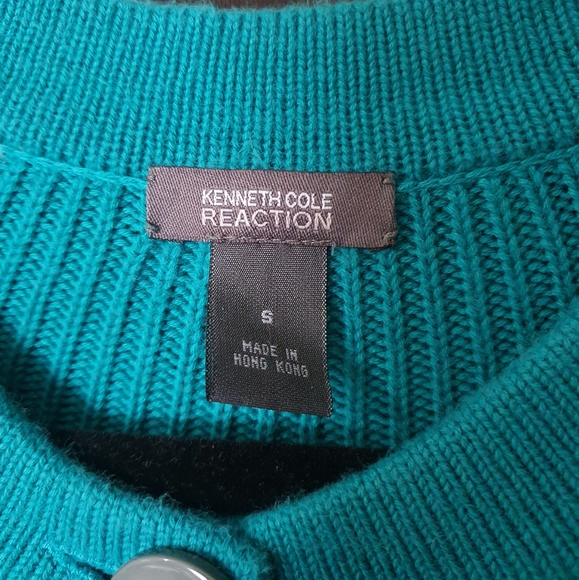 KENNETH COLE
REACTION
S
MADE IN
HONG KONG